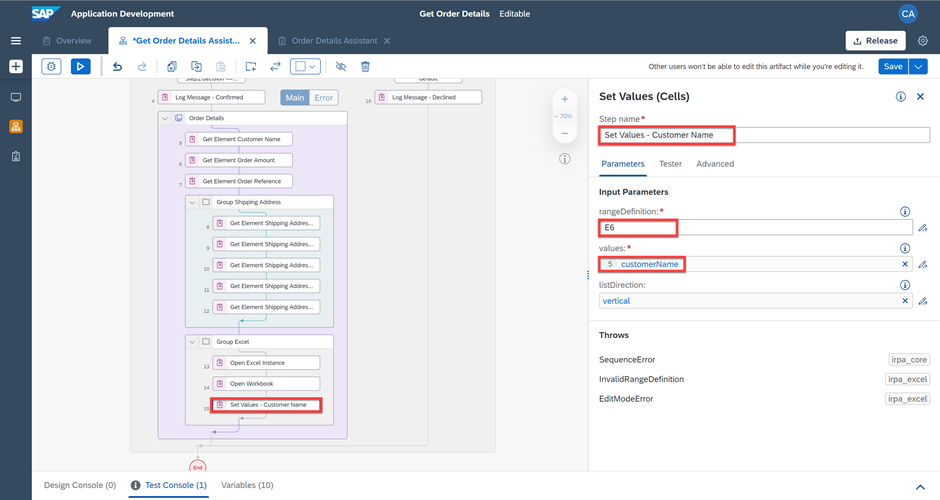 SAP Application Development Get Order Details Editable CA
Overview *Get Order Details Assist... Order Details Assistant Release
Other users won't be able to edit this artifact while you're editing it. Save
Step1.decision ==... default
4 Log Message - Confirmed Main Error 16 Log Message - Declined
Order Details
5 Get Element Customer Name
6 Get Element Order Amount
7 Get Element Order Reference
Group Shipping Address
8 Get Element Shipping Addres...
9 Get Element Shipping Addres...
10 Get Element Shipping Addres...
11 Get Element Shipping Addres...
12 Get Element Shipping Addres...
Group Excel
13 Open Excel Instance
14 Open Workbook
15 Set Values - Customer Name
End
70%
Set Values (Cells)
Step name*
Set Values - Customer Name
Parameters Tester Advanced
Input Parameters
rangeDefinition:*
E6
values:*
5 customerName
listDirection:
vertical
Throws
SequenceError irpa_core
InvalidRangeDefinition irpa_excel
EditModeError irpa_excel
Design Console (0) Test Console (1) Variables (10)